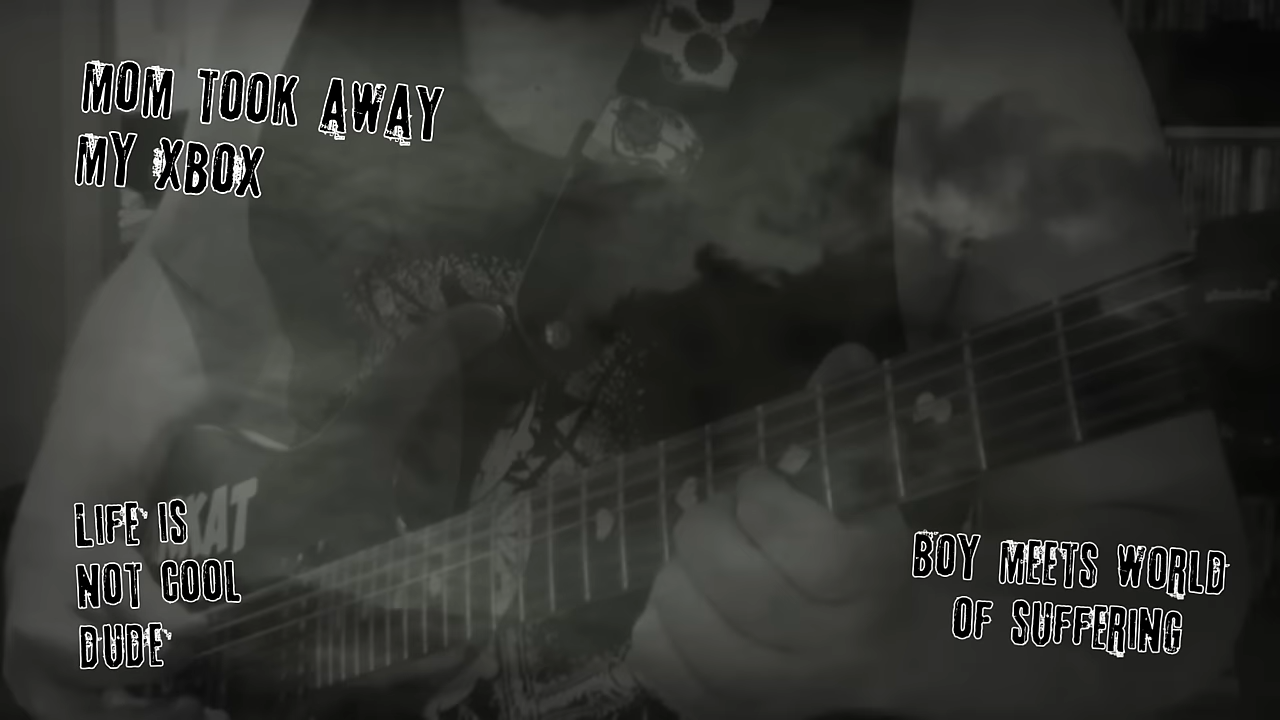 MOM TOOK AWAY
MY XBOX
LIFE IS
NOT COOL
DUDE
BOY MEETS WORLD
OF SUFFERING